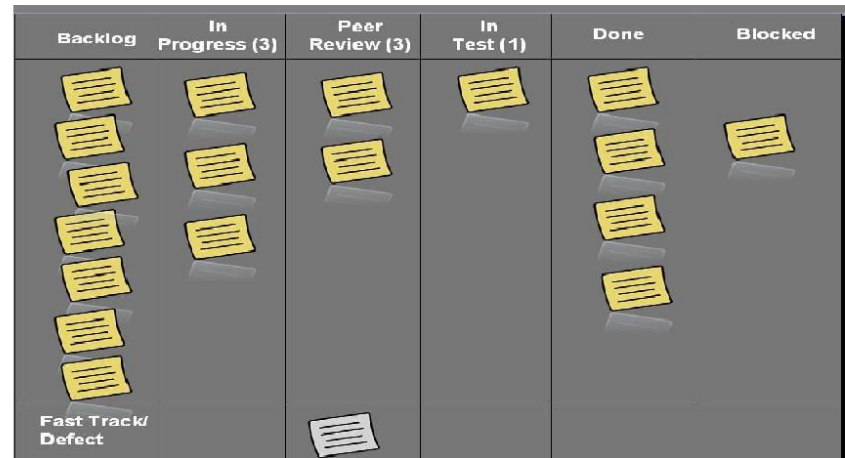 Backlog
In
Progress (3)
Peer
Review (3)
In
Test (1)
Done
Blocked
Fast Track/
Defect